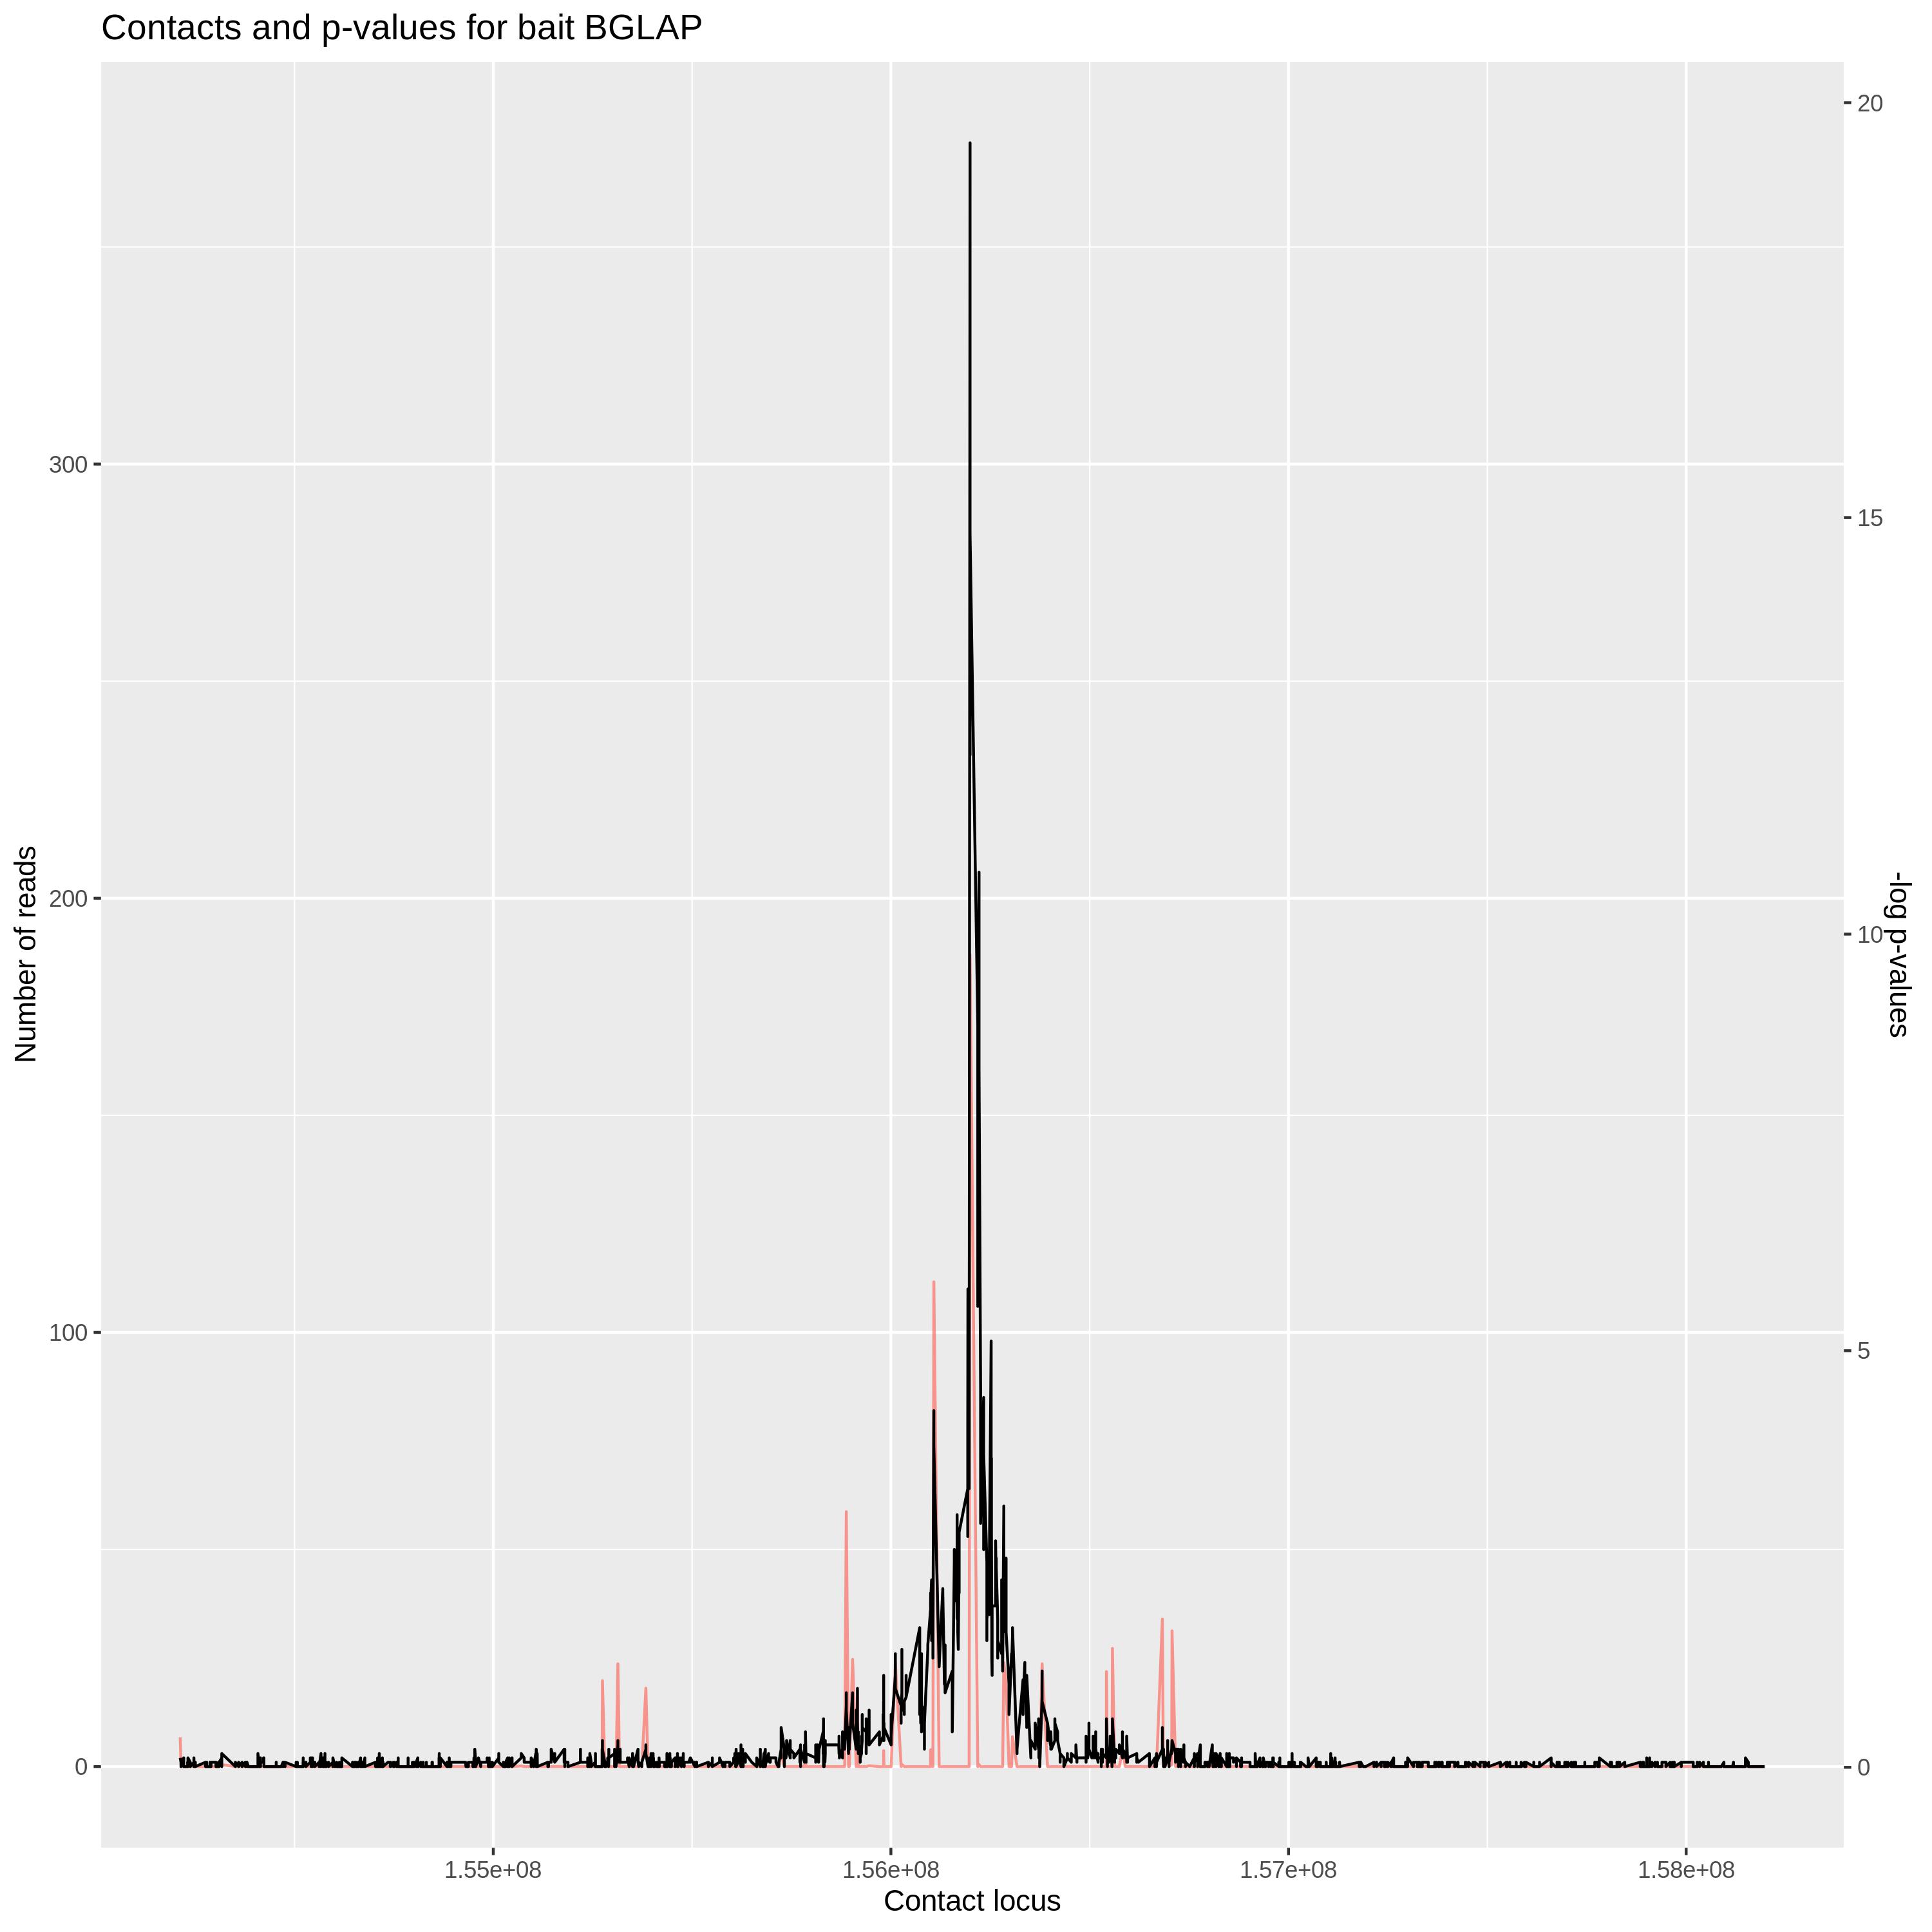 Contacts and p-values for bait BGLAP
Number of reads
300
200
100
0
20
15
10
5
0
-log p-values
1.55e+08
1.56e+08
1.57e+08
1.58e+08
Contact locus